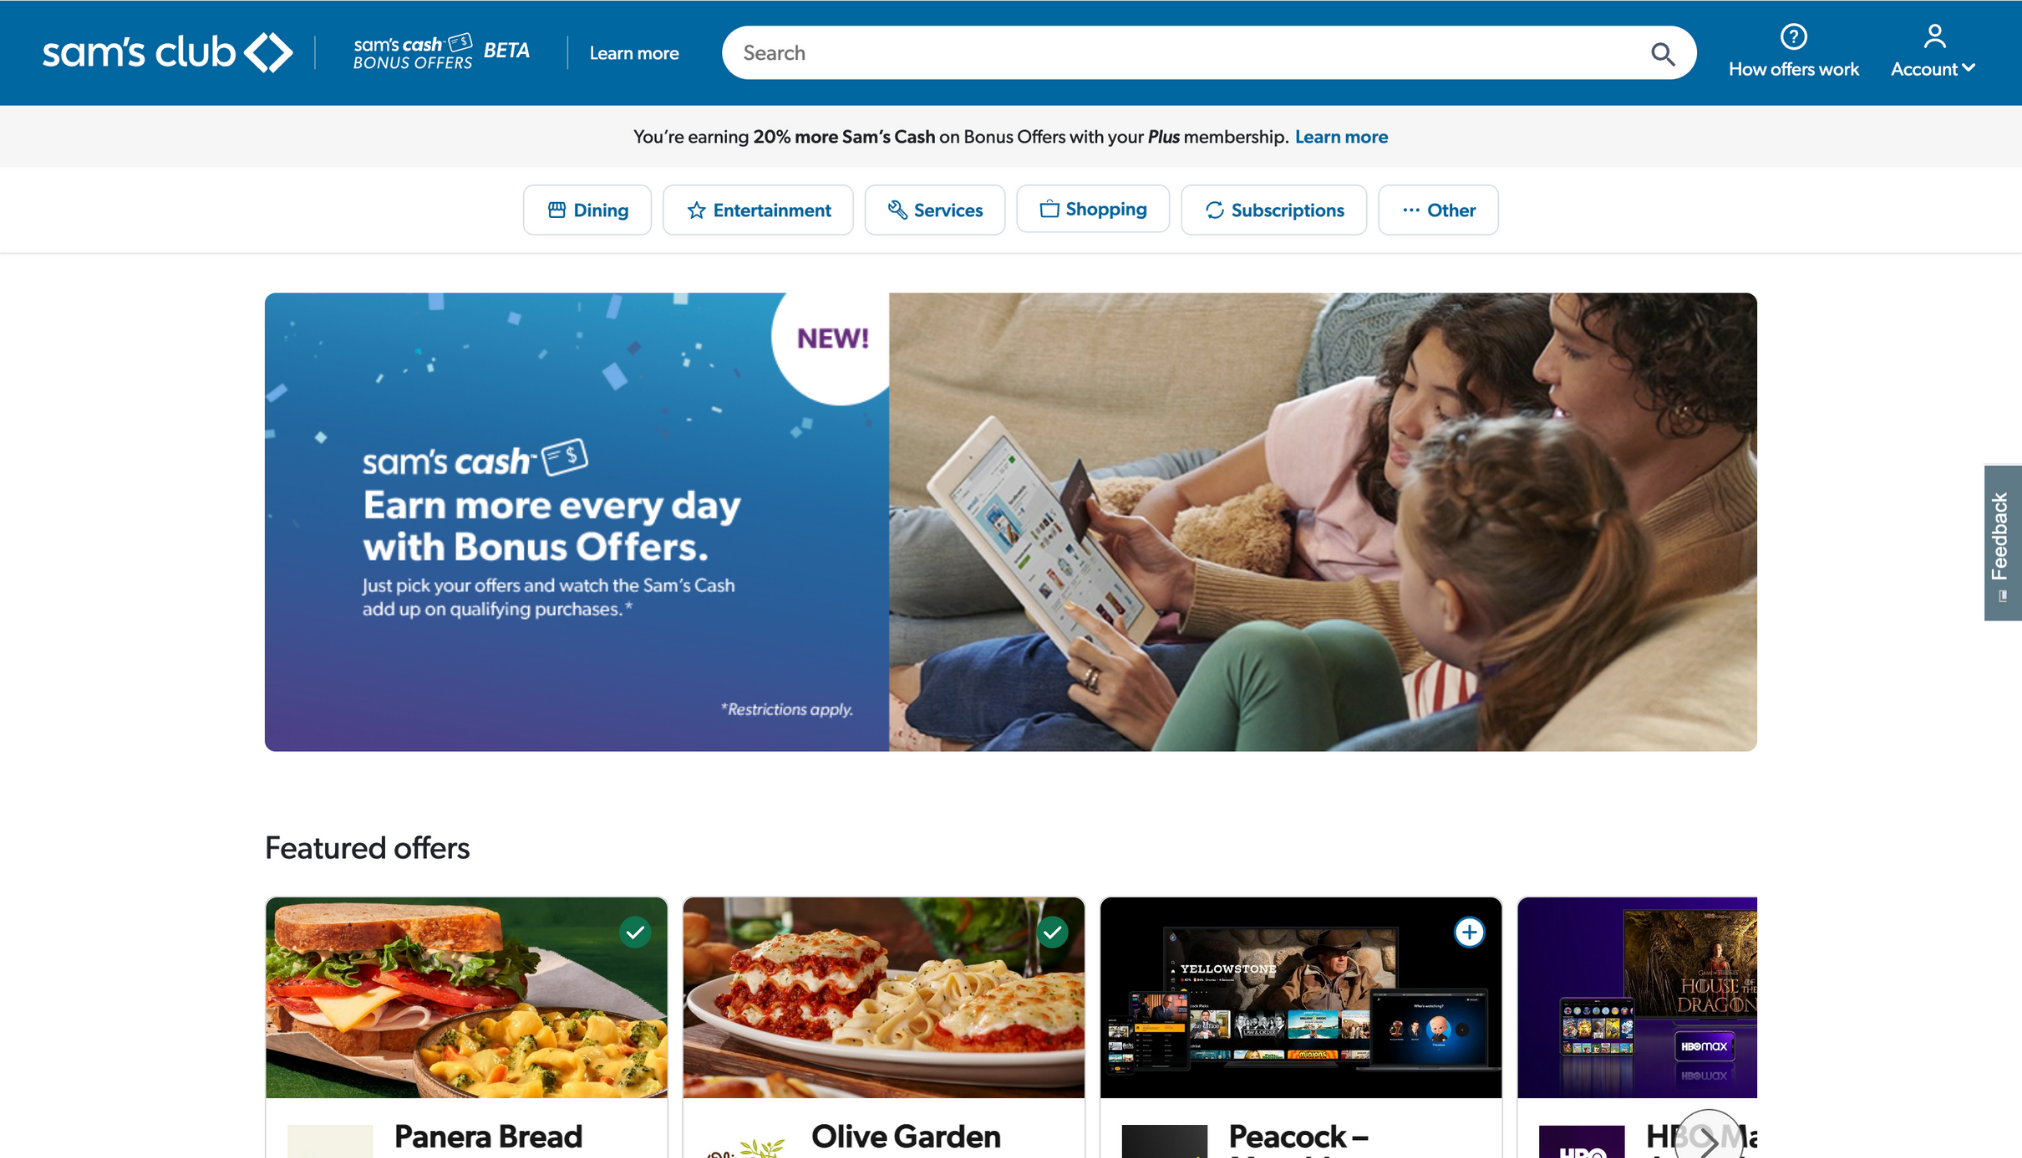 sam's club
sam's cash
BONUS OFFERS
BETA
Learn more
Search
How offers work
Account
You're earning 20% more Sam's Cash on Bonus Offers with your Plus membership. Learn more
Dining
Entertainment
Services
Shopping
Subscriptions
Other
NEW!
sam's cash™
Earn more every day
with Bonus Offers.
Just pick your offers and watch the Sam's Cash
add up on qualifying purchases.*
*Restrictions apply.
Feedback
Featured offers
YELLOWSTONE
HOUSE OF THE
DRAGON
HBOMAX
Panera Bread
Olive Garden
Peacock –
HBO Ma
HBO